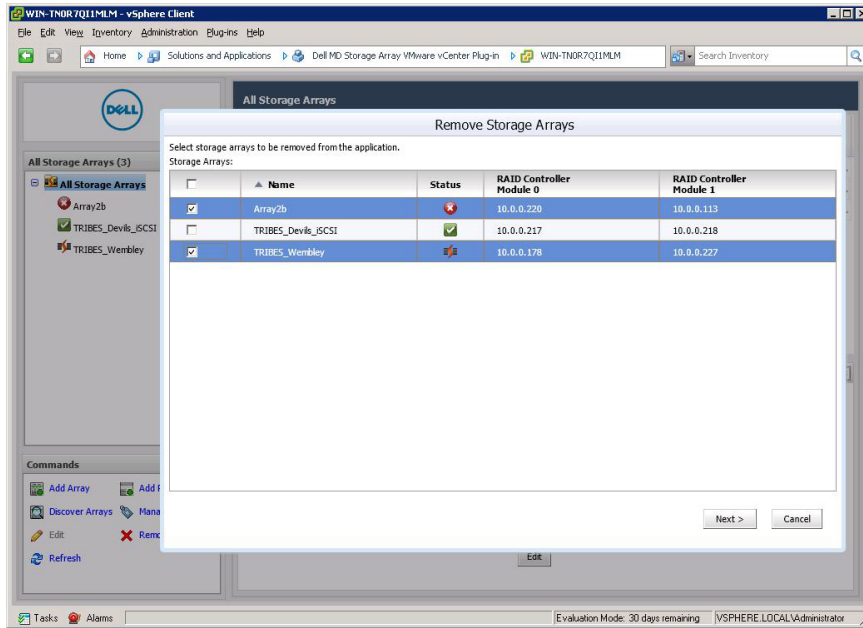 WIN-TN0R7QI1MLM - vSphere Client
File Edit View Inventory Administration Plug-ins Help
Home Solutions and Applications Dell MD Storage Array VMware vCenter Plug-in WIN-TN0R7QI1MLM Search Inventory
DELL
All Storage Arrays
Remove Storage Arrays
Select storage arrays to be removed from the application.
Storage Arrays:
All Storage Arrays (3)
All Storage Arrays
Array2b
TRIBES_Devils_iSCSI
TRIBES_Wembley
Name Status RAID Controller Module 0 RAID Controller Module 1
Array2b 10.0.0.220 10.0.0.113
TRIBES_Devils_iSCSI 10.0.0.217 10.0.0.218
TRIBES_Wembley 10.0.0.178 10.0.0.227
Commands
Add Array Add
Discover Arrays Mana
Edit Remo
Refresh
Next > Cancel
Edit
Tasks Alarms Evaluation Mode: 30 days remaining VSPHERE.LOCAL\Administrator